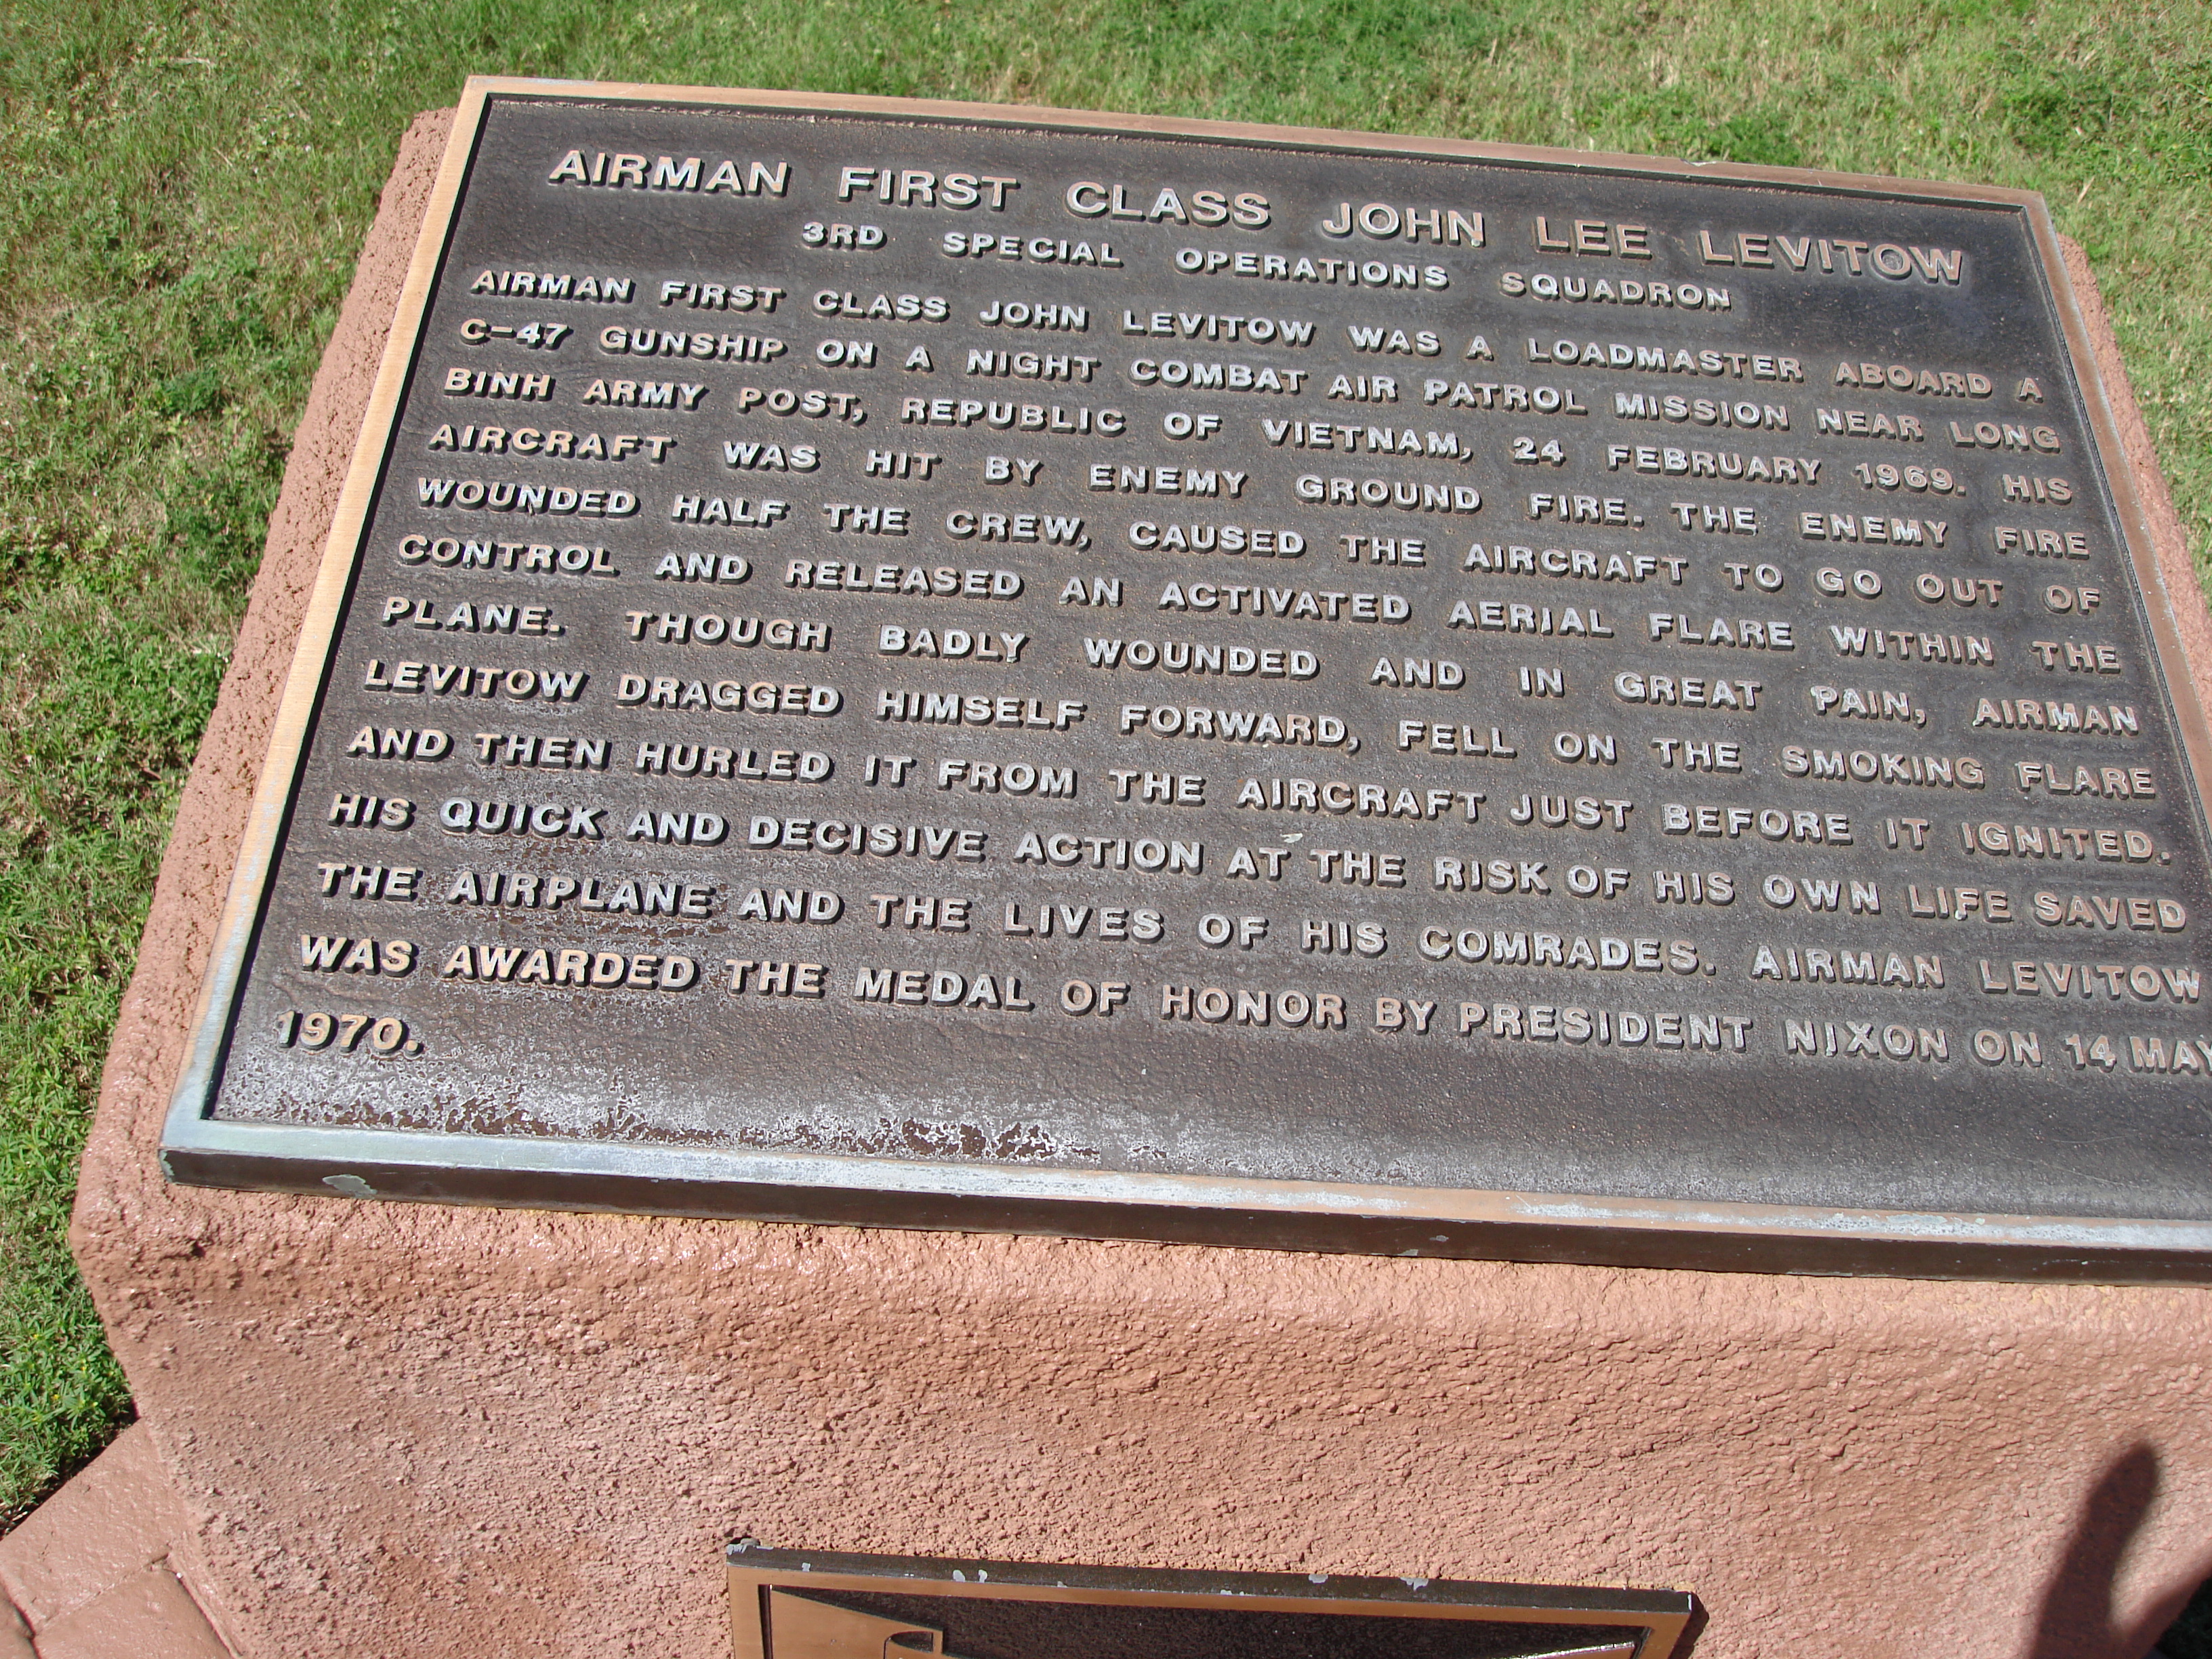 AIRMAN FIRST CLASS JOHN LEE LEVITOW
3RD SPECIAL OPERATIONS SQUADRON
AIRMAN FIRST CLASS JOHN LEVITOW WAS A LOADMASTER ABOARD A
C-47 GUNSHIP ON A NIGHT COMBAT AIR PATROL MISSION NEAR LONG
BINH ARMY POST, REPUBLIC OF VIETNAM, 24 FEBRUARY 1969. HIS
AIRCRAFT WAS HIT BY ENEMY GROUND FIRE. THE ENEMY FIRE
WOUNDED HALF THE CREW, CAUSED THE AIRCRAFT TO GO OUT OF
CONTROL AND RELEASED AN ACTIVATED AERIAL FLARE WITHIN THE
PLANE. THOUGH BADLY WOUNDED AND IN GREAT PAIN, AIRMAN
LEVITOW DRAGGED HIMSELF FORWARD, FELL ON THE SMOKING FLARE
AND THEN HURLED IT FROM THE AIRCRAFT JUST BEFORE IT IGNITED.
HIS QUICK AND DECISIVE ACTION AT THE RISK OF HIS OWN LIFE SAVED
THE AIRPLANE AND THE LIVES OF HIS COMRADES. AIRMAN LEVITOW
WAS AWARDED THE MEDAL OF HONOR BY PRESIDENT NIXON ON 14 MAY
1970.